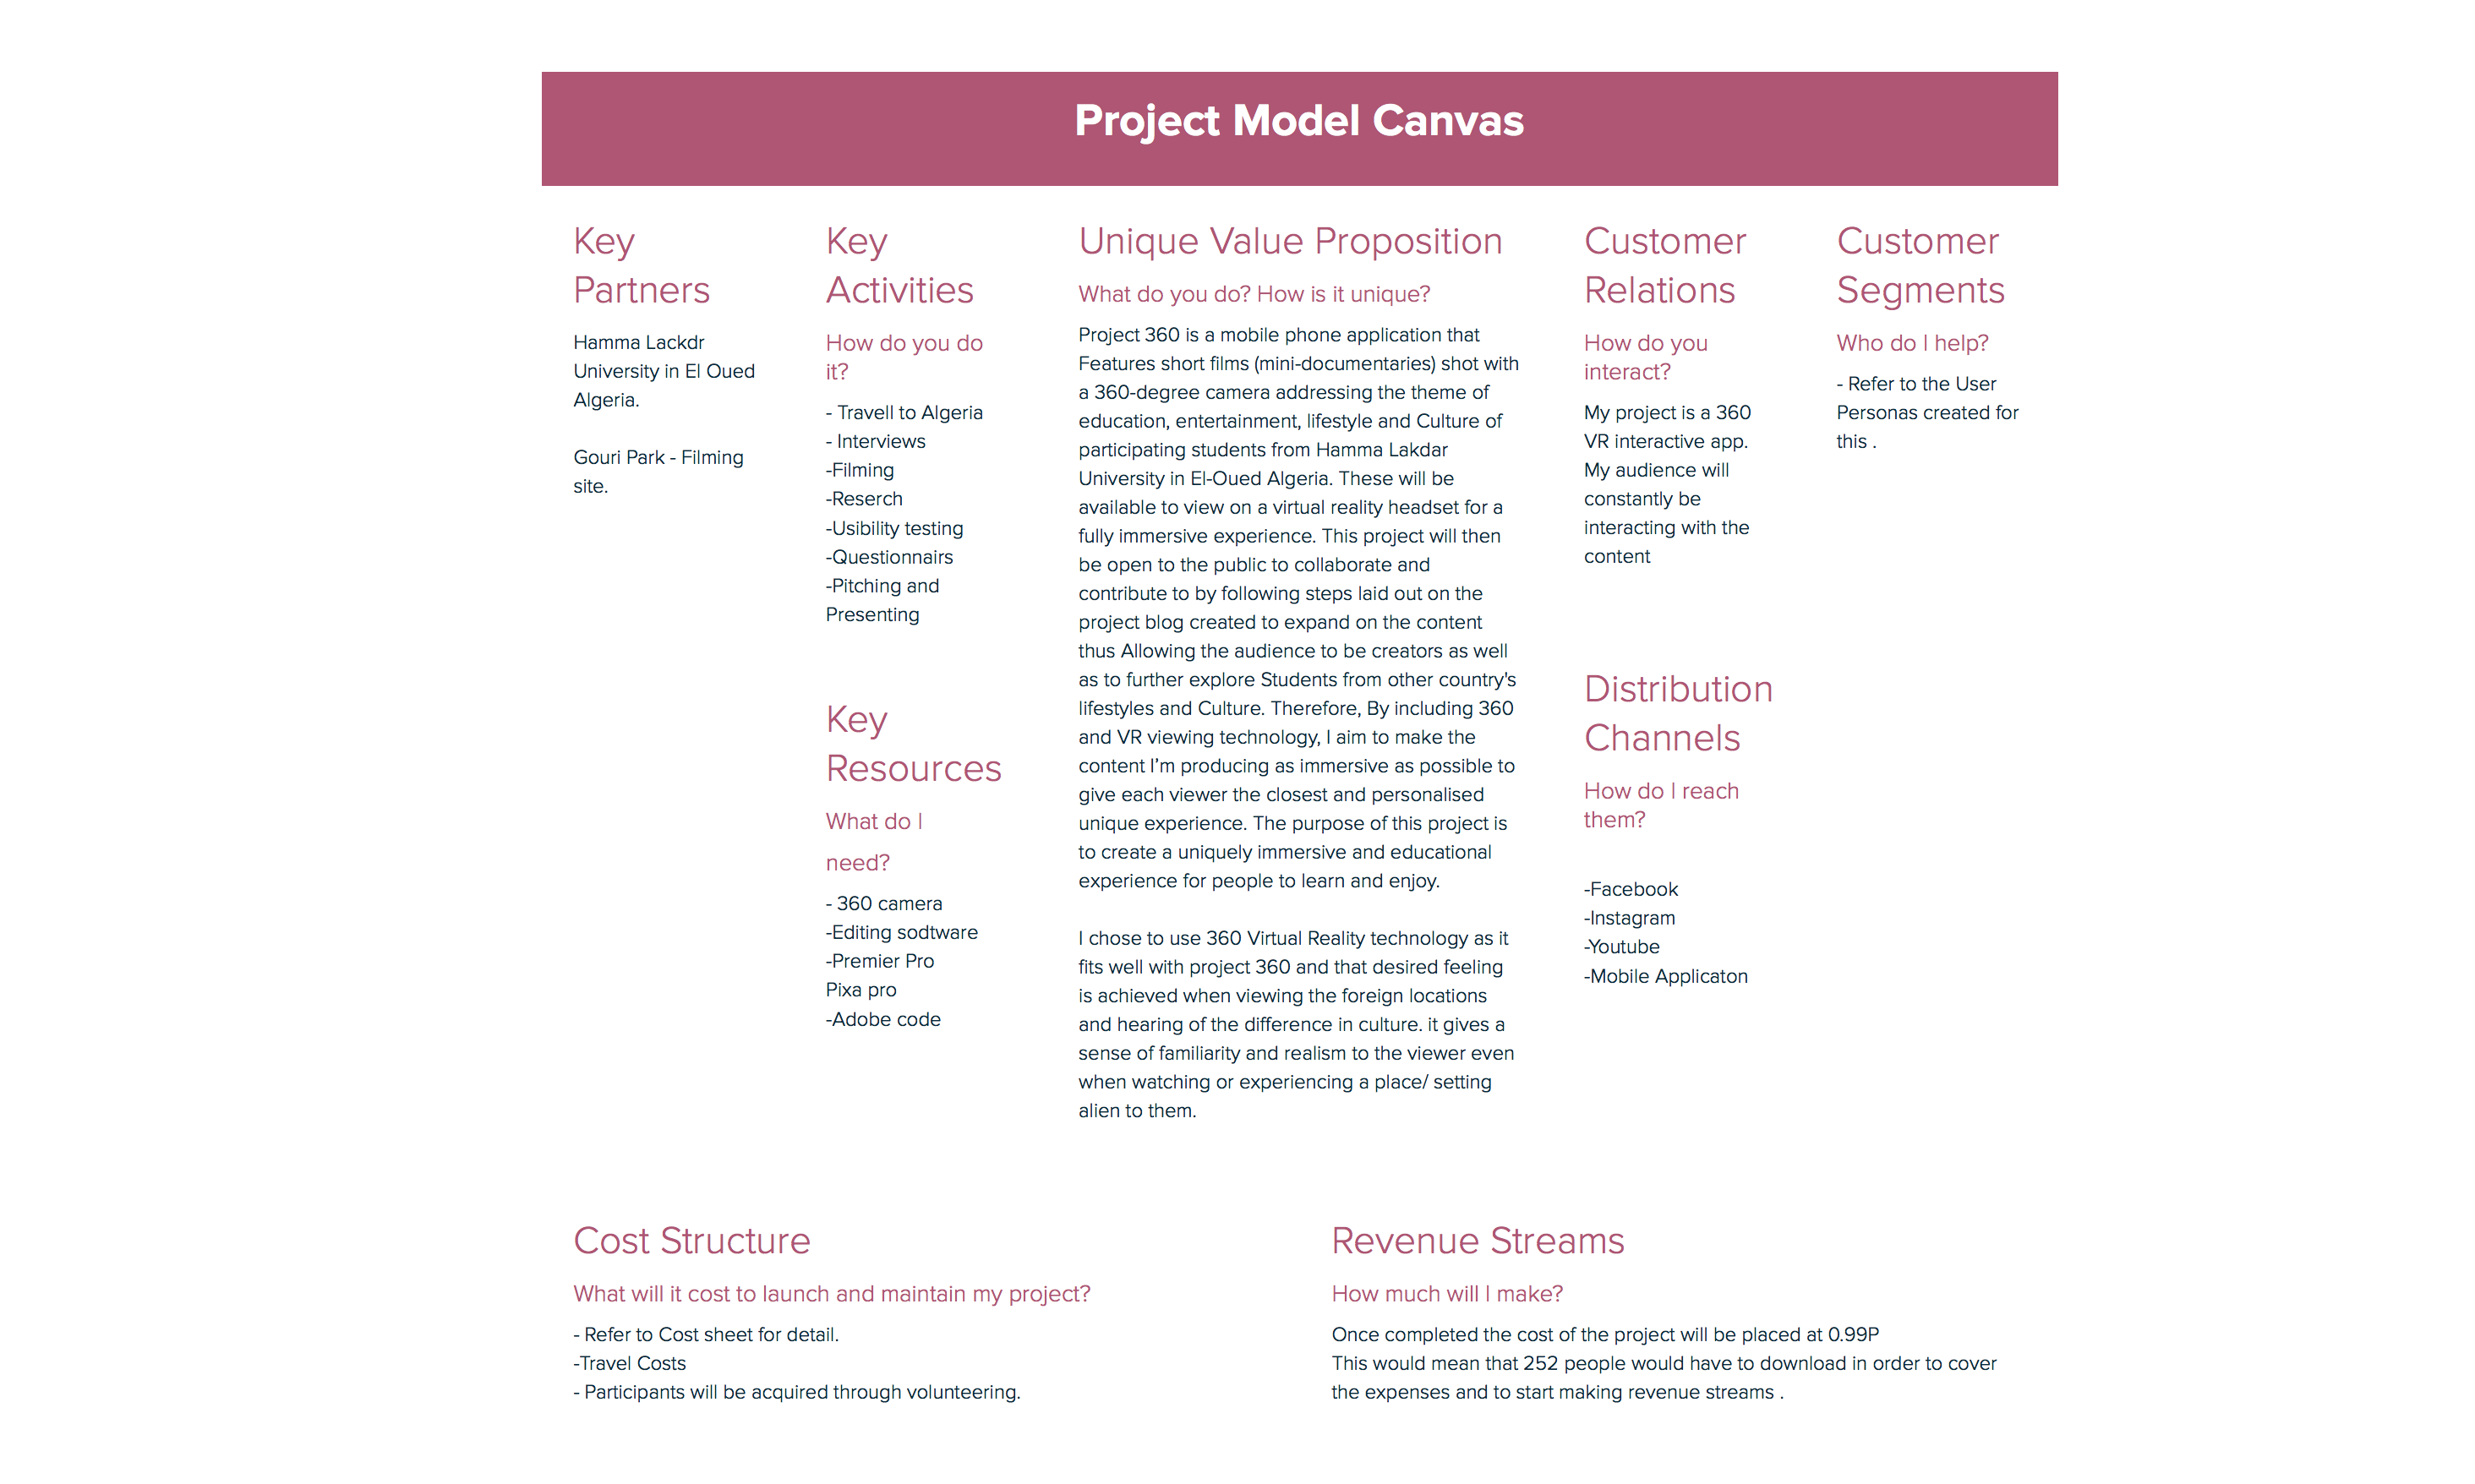 Project Model Canvas
Key
Partners
Hamma Lackdr
University in El Oued
Algeria.
Gouri Park - Filming
site.
Key
Activities
How do you do
it?
- Travell to Algeria
- Interviews
-Filming
-Reserch
-Usibility testing
-Questionnairs
-Pitching and
Presenting
Key
Resources
What do I
need?
- 360 camera
-Editing sodtware
-Premier Pro
Pixa pro
-Adobe code
Unique Value Proposition
What do you do? How is it unique?
Project 360 is a mobile phone application that
Features short films (mini-documentaries) shot with
a 360-degree camera addressing the theme of
education, entertainment, lifestyle and Culture of
participating students from Hamma Lakdar
University in El-Oued Algeria. These will be
available to view on a virtual reality headset for a
fully immersive experience. This project will then
be open to the public to collaborate and
contribute to by following steps laid out on the
project blog created to expand on the content
thus Allowing the audience to be creators as well
as to further explore Students from other country's
lifestyles and Culture. Therefore, By including 360
and VR viewing technology, I aim to make the
content I'm producing as immersive as possible to
give each viewer the closest and personalised
unique experience. The purpose of this project is
to create a uniquely immersive and educational
experience for people to learn and enjoy.
I chose to use 360 Virtual Reality technology as it
fits well with project 360 and that desired feeling
is achieved when viewing the foreign locations
and hearing of the difference in culture. it gives a
sense of familiarity and realism to the viewer even
when watching or experiencing a place/ setting
alien to them.
Customer
Relations
How do you
interact?
My project is a 360
VR interactive app.
My audience will
constantly be
interacting with the
content
Distribution
Channels
How do I reach
them?
-Facebook
-Instagram
-Youtube
-Mobile Applicaton
Customer
Segments
Who do I help?
- Refer to the User
Personas created for
this .
Cost Structure
What will it cost to launch and maintain my project?
- Refer to Cost sheet for detail.
-Travel Costs
- Participants will be acquired through volunteering.
Revenue Streams
How much will I make?
Once completed the cost of the project will be placed at 0.99P
This would mean that 252 people would have to download in order to cover
the expenses and to start making revenue streams .